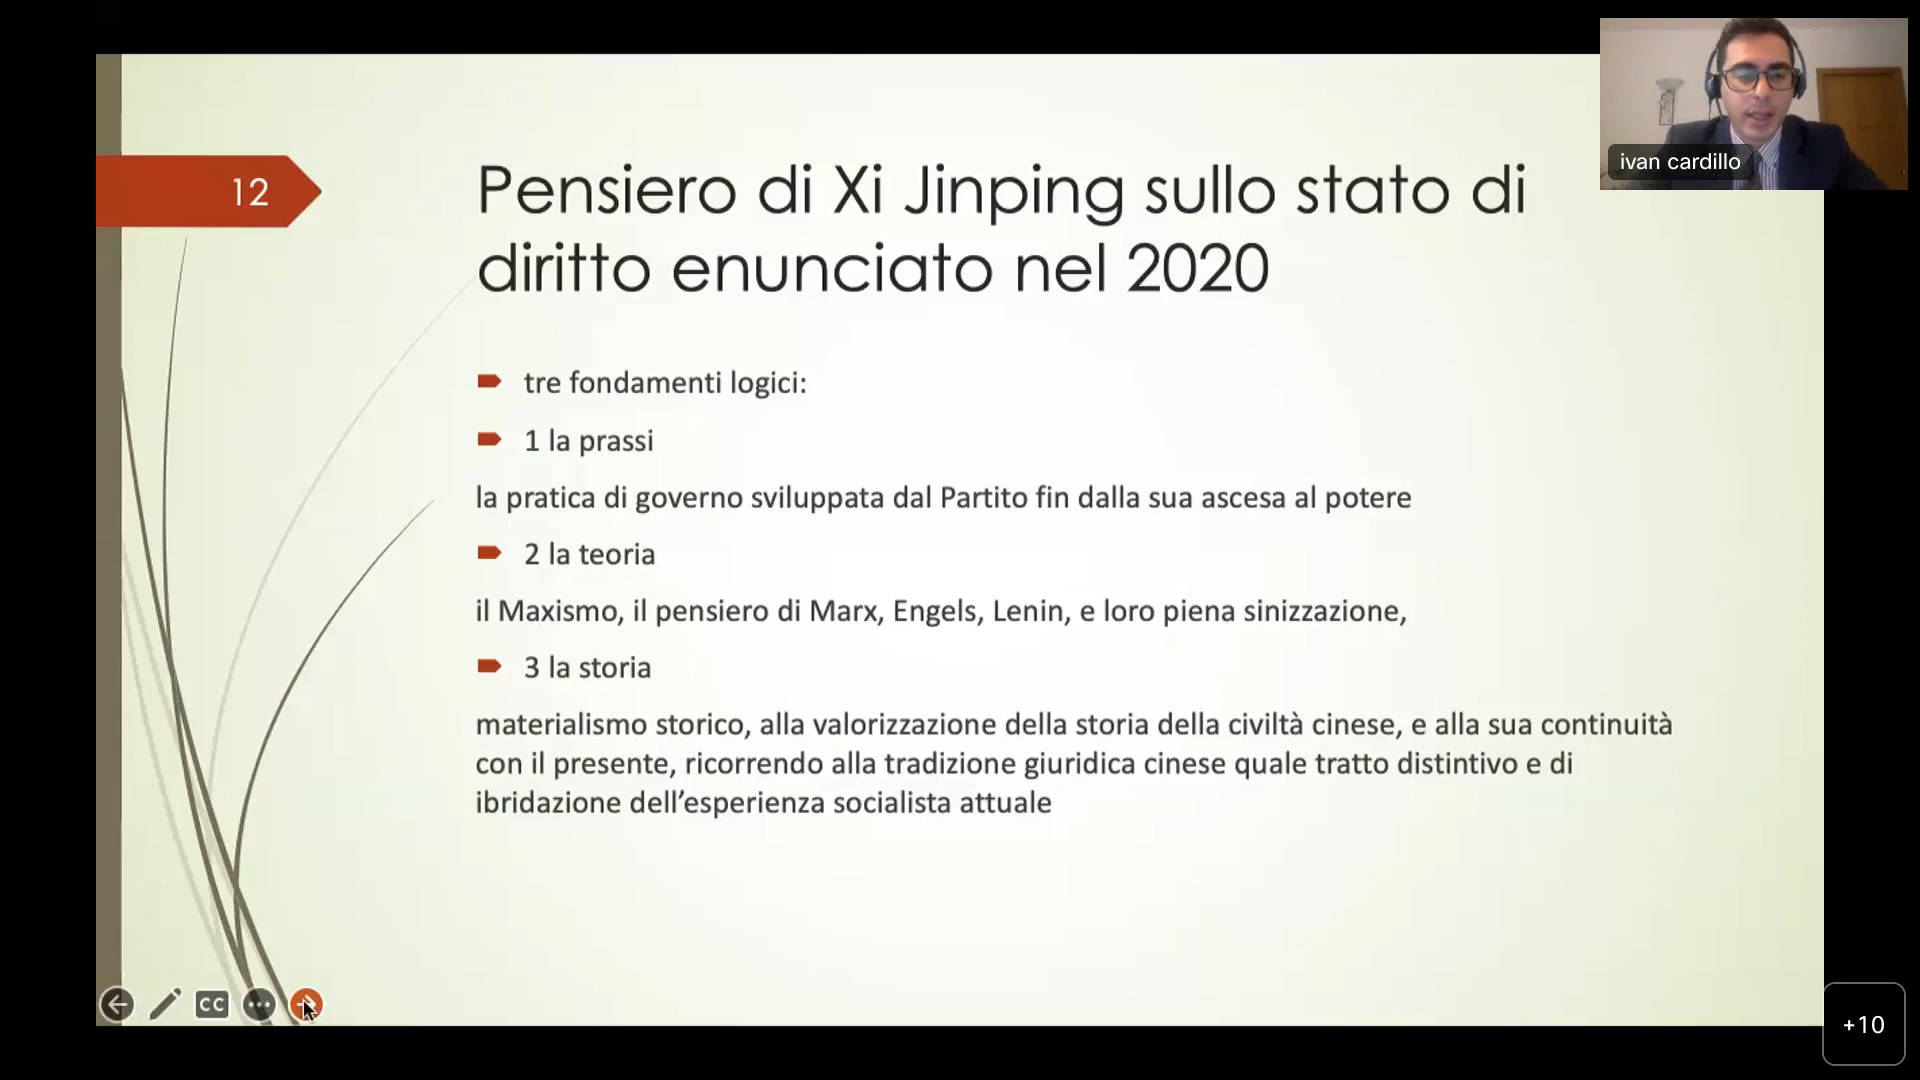 ivan cardillo
12
Pensiero di Xi Jinping sullo stato di
diritto enunciato nel 2020
tre fondamenti logici:
1 la prassi
la pratica di governo sviluppata dal Partito fin dalla sua ascesa al potere
2 la teoria
il Maxismo, il pensiero di Marx, Engels, Lenin, e loro piena sinizzazione,
3 la storia
materialismo storico, alla valorizzazione della storia della civiltà cinese, e alla sua continuità
con il presente, ricorrendo alla tradizione giuridica cinese quale tratto distintivo e di
ibridazione dell’esperienza socialista attuale
CC
+10